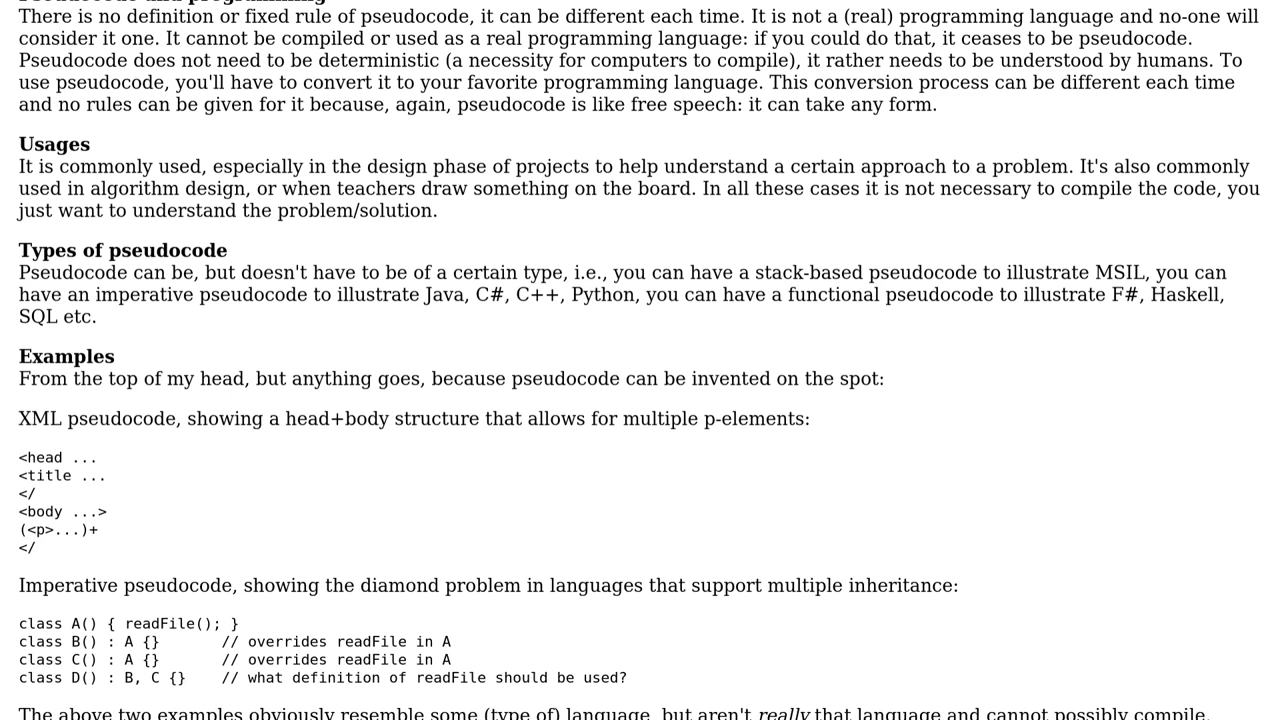 Pseudocode and programming
There is no definition or fixed rule of pseudocode, it can be different each time. It is not a (real) programming language and no-one will
consider it one. It cannot be compiled or used as a real programming language: if you could do that, it ceases to be pseudocode.
Pseudocode does not need to be deterministic (a necessity for computers to compile), it rather needs to be understood by humans. To
use pseudocode, you'll have to convert it to your favorite programming language. This conversion process can be different each time
and no rules can be given for it because, again, pseudocode is like free speech: it can take any form.
Usages
It is commonly used, especially in the design phase of projects to help understand a certain approach to a problem. It's also commonly
used in algorithm design, or when teachers draw something on the board. In all these cases it is not necessary to compile the code, you
just want to understand the problem/solution.
Types of pseudocode
Pseudocode can be, but doesn't have to be of a certain type, i.e., you can have a stack-based pseudocode to illustrate MSIL, you can
have an imperative pseudocode to illustrate Java, C#, C++, Python, you can have a functional pseudocode to illustrate F#, Haskell,
SQL etc.
Examples
From the top of my head, but anything goes, because pseudocode can be invented on the spot:
XML pseudocode, showing a head+body structure that allows for multiple p-elements:
<head ...
<title ...
</
<body ...>
(<p>...)+
</
Imperative pseudocode, showing the diamond problem in languages that support multiple inheritance:
class A() { readFile(); }
class B() : A {}       // overrides readFile in A
class C() : A {}       // overrides readFile in A
class D() : B, C {}    // what definition of readFile should be used?
The above two examples obviously resemble some (type of) language, but aren't really that language and cannot possibly compile.